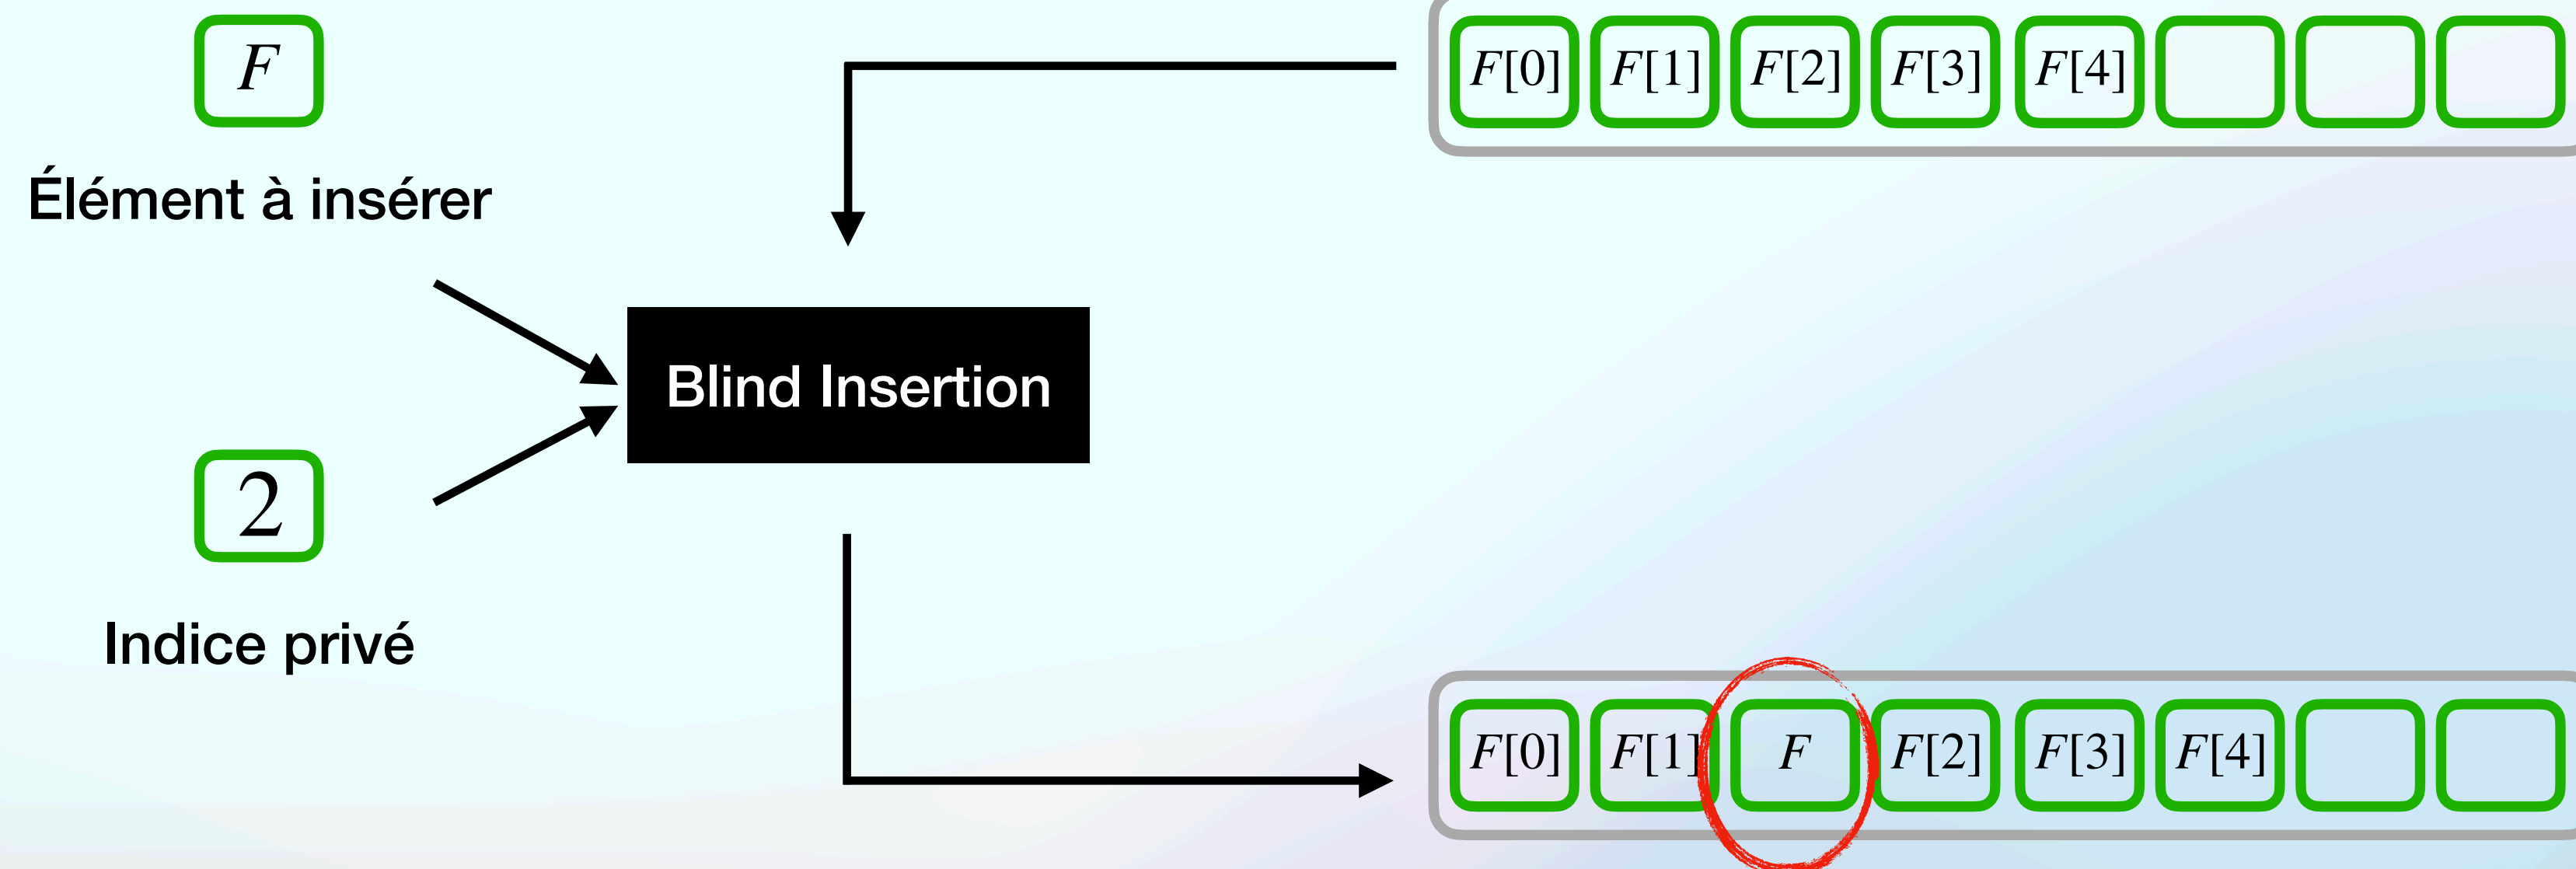 F
F[0] F[1] F[2] F[3] F[4]
Élément à insérer
Blind Insertion
2
Indice privé
F[0] F[1] F F[2] F[3] F[4]